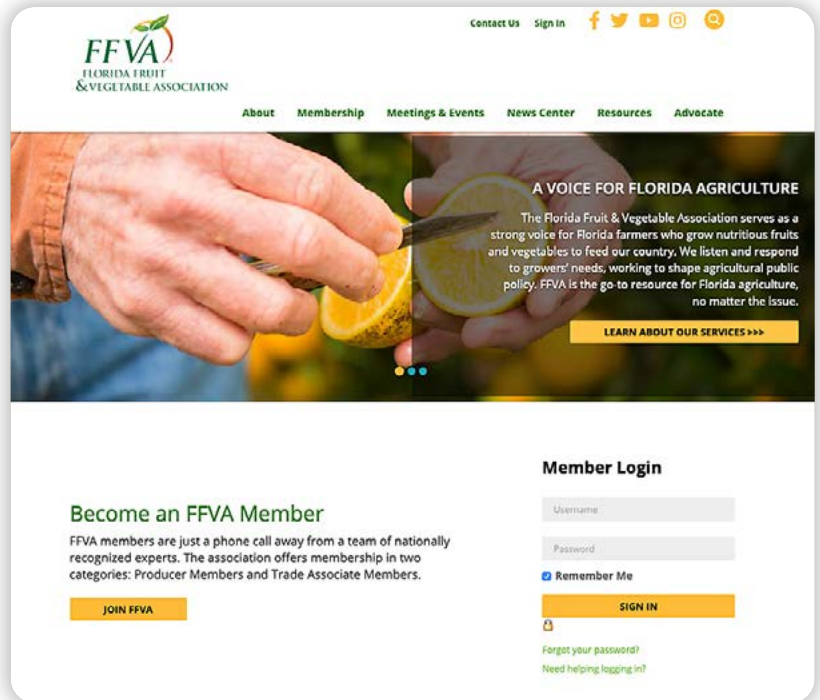 Contact Us Sign In
FFVA
FLORIDA FRUIT
& VEGETABLE ASSOCIATION
About Membership Meetings & Events News Center Resources Advocate
A VOICE FOR FLORIDA AGRICULTURE
The Florida Fruit & Vegetable Association serves as a
strong voice for Florida farmers who grow nutritious fruits
and vegetables to feed our country. We listen and respond
to growers' needs, working to shape agricultural public
policy. FFVA is the go-to resource for Florida agriculture,
no matter the issue.
LEARN ABOUT OUR SERVICES >>>
Become an FFVA Member
FFVA members are just a phone call away from a team of nationally
recognized experts. The association offers membership in two
categories: Producer Members and Trade Associate Members.
JOIN FFVA
Member Login
Username
Password
Remember Me
SIGN IN
Forgot your password?
Need helping logging in?